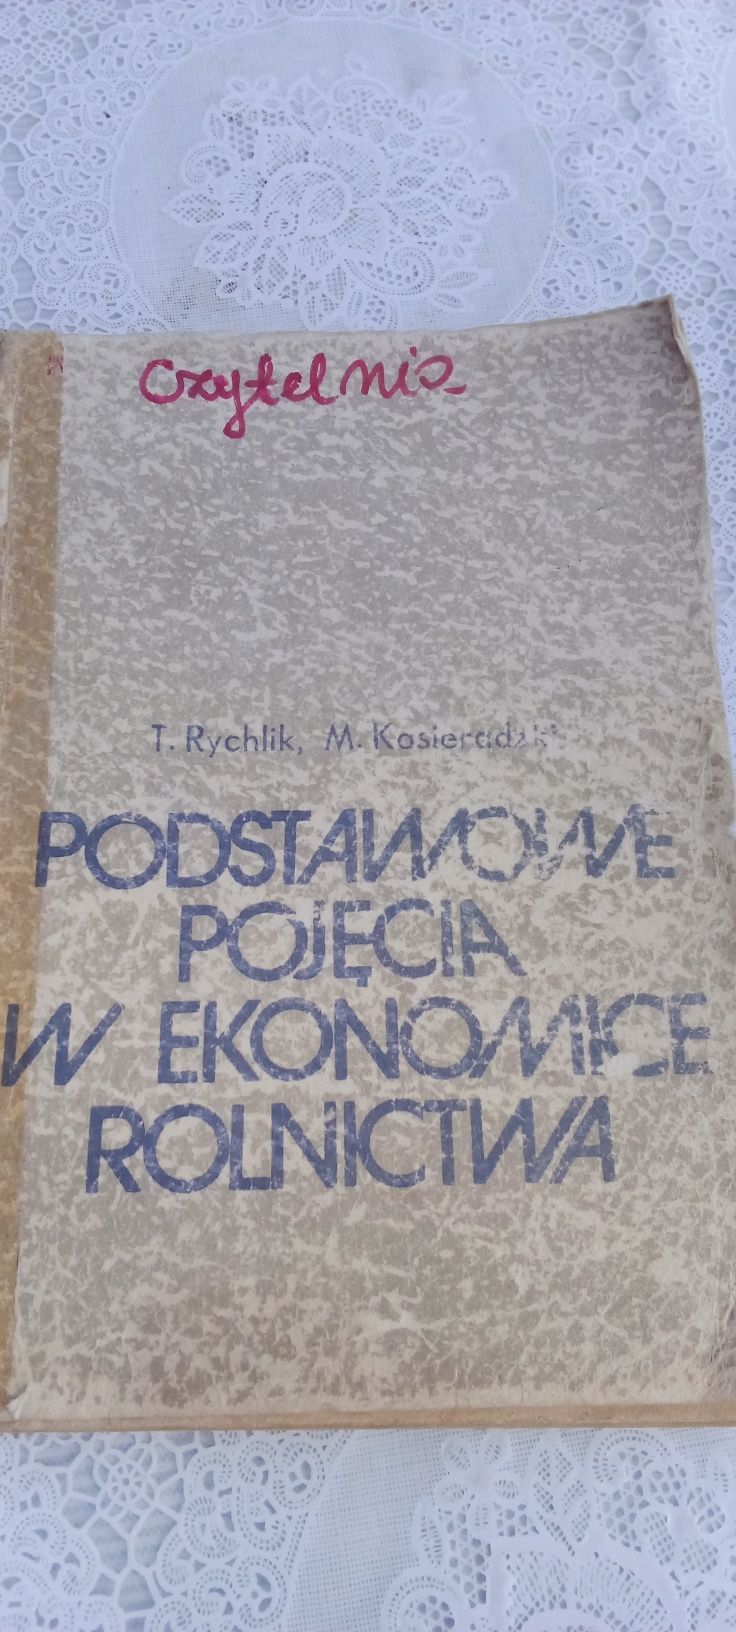 Czytelnia
T. Rychlik, M. Kosieradzki
PODSTAWOWE
POJĘCIA
W EKONOMICE
ROLNICTWA